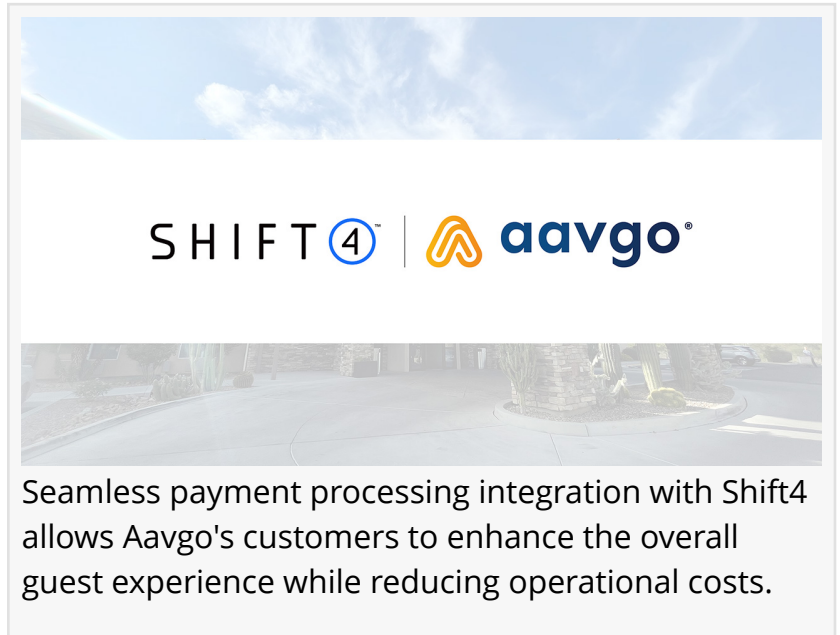 SHIFT4™ | aavgo®
Seamless payment processing integration with Shift4
allows Aavgo's customers to enhance the overall
guest experience while reducing operational costs.